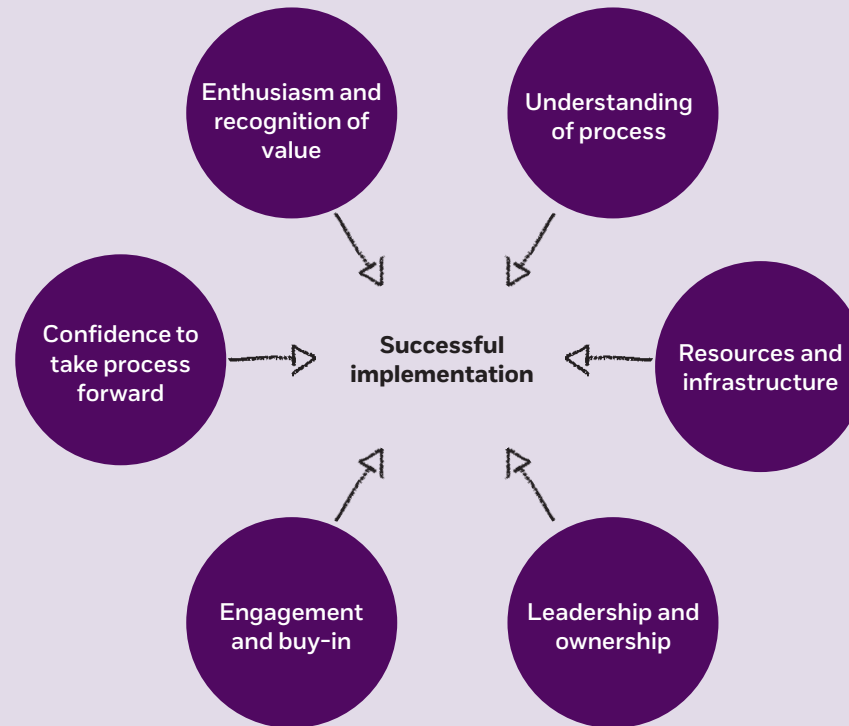 Enthusiasm and
recognition of
value
Understanding
of process
Confidence to
take process
forward
Successful
implementation
Resources and
infrastructure
Engagement
and buy-in
Leadership and
ownership